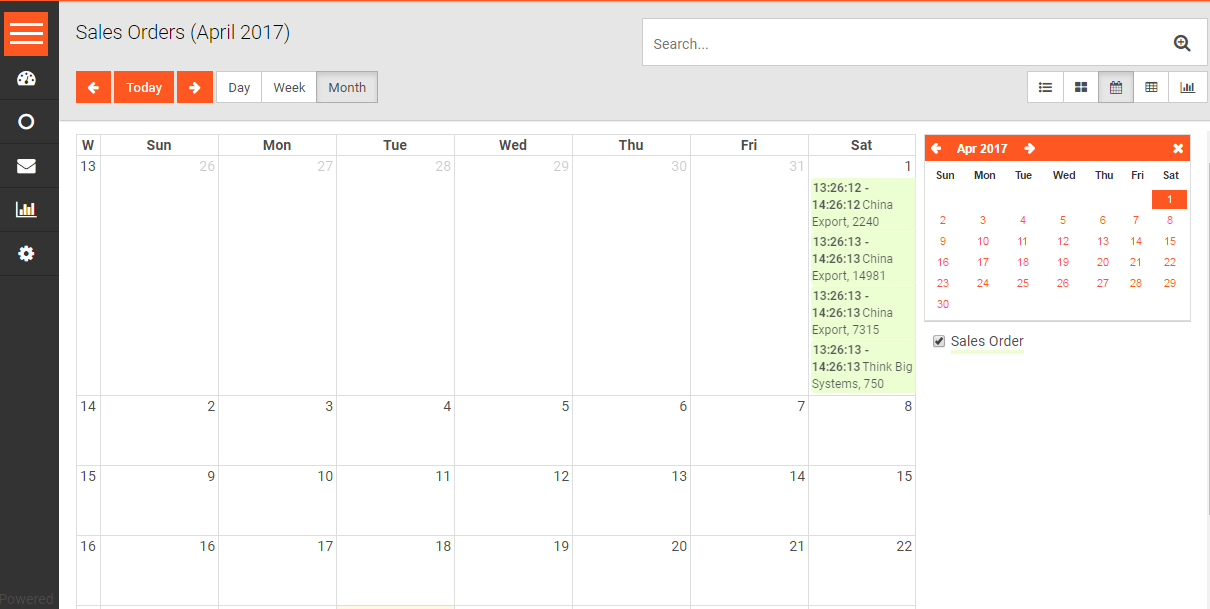 Sales Orders (April 2017)
Search...
Today
Day
Week
Month
W Sun Mon Tue Wed Thu Fri Sat
13 26 27 28 29 30 31 1
13:26:12 -
14:26:12 China
Export, 2240
13:26:13 -
14:26:13 China
Export, 14981
13:26:13 -
14:26:13 China
Export, 7315
13:26:13 -
14:26:13 Think Big
Systems, 750
14 2 3 4 5 6 7 8
15 9 10 11 12 13 14 15
16 16 17 18 19 20 21 22
Apr 2017
Sun Mon Tue Wed Thu Fri Sat
1
2 3 4 5 6 7 8
9 10 11 12 13 14 15
16 17 18 19 20 21 22
23 24 25 26 27 28 29
30
Sales Order
Powered